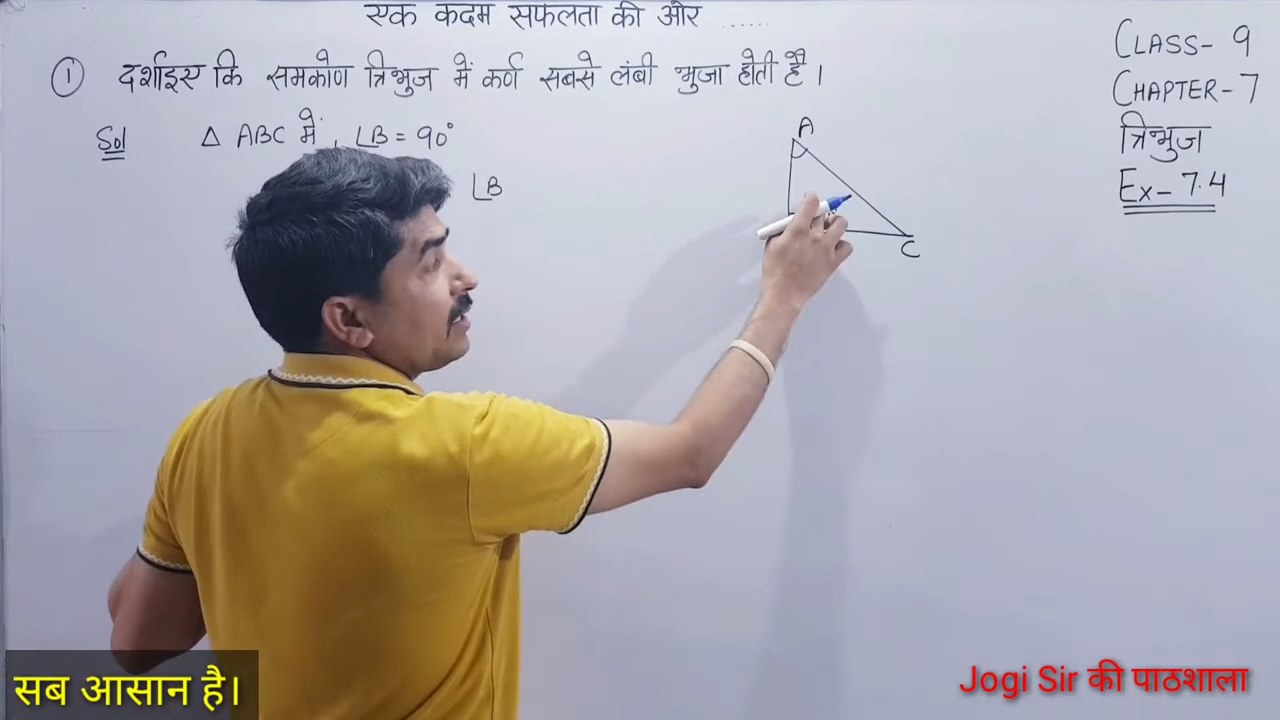 एक कदम सफलता की ओर ......
① दर्शाइए कि समकोण त्रिभुज में कर्ण सबसे लंबी भुजा होती है ।
Sol △ ABC में, ∠B = 90°
∠B
A
C
CLASS- 9
CHAPTER- 7
त्रिभुज
Ex- 7.4
सब आसान है।
Jogi Sir की पाठशाला